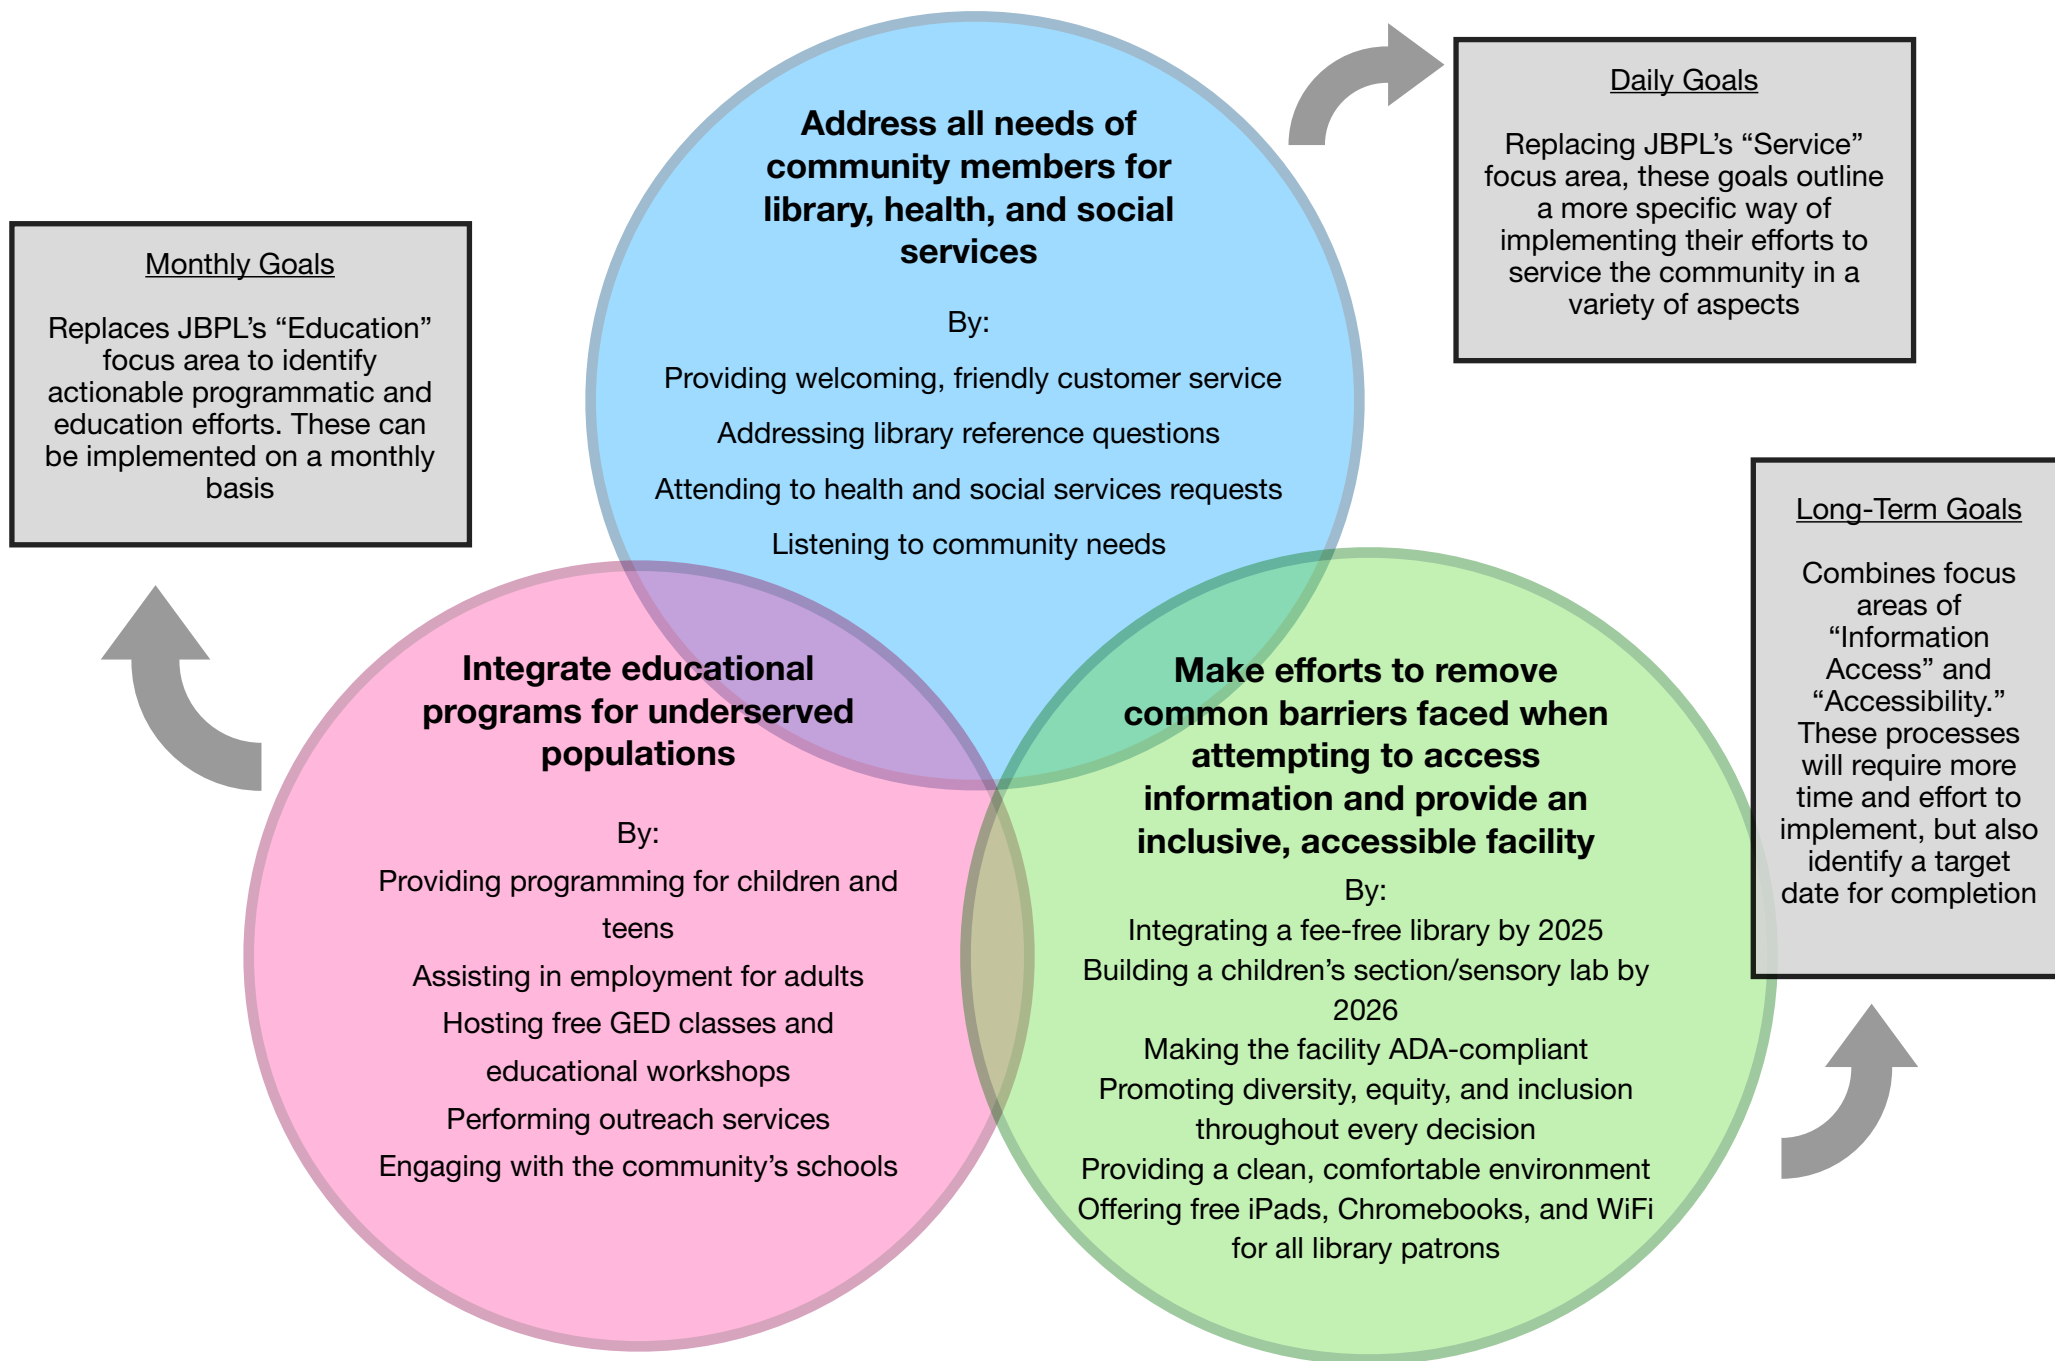 Address all needs of
community members for
library, health, and social
services
By:
Providing welcoming, friendly customer service
Addressing library reference questions
Attending to health and social services requests
Listening to community needs
Daily Goals
Replacing JBPL’s “Service”
focus area, these goals outline
a more specific way of
implementing their efforts to
service the community in a
variety of aspects
Monthly Goals
Replaces JBPL’s “Education”
focus area to identify
actionable programmatic and
education efforts. These can
be implemented on a monthly
basis
Integrate educational
programs for underserved
populations
By:
Providing programming for children and
teens
Assisting in employment for adults
Hosting free GED classes and
educational workshops
Performing outreach services
Engaging with the community’s schools
Make efforts to remove
common barriers faced when
attempting to access
information and provide an
inclusive, accessible facility
By:
Integrating a fee-free library by 2025
Building a children’s section/sensory lab by
2026
Making the facility ADA-compliant
Promoting diversity, equity, and inclusion
throughout every decision
Providing a clean, comfortable environment
Offering free iPads, Chromebooks, and WiFi
for all library patrons
Long-Term Goals
Combines focus
areas of
“Information
Access” and
“Accessibility.”
These processes
will require more
time and effort to
implement, but also
identify a target
date for completion